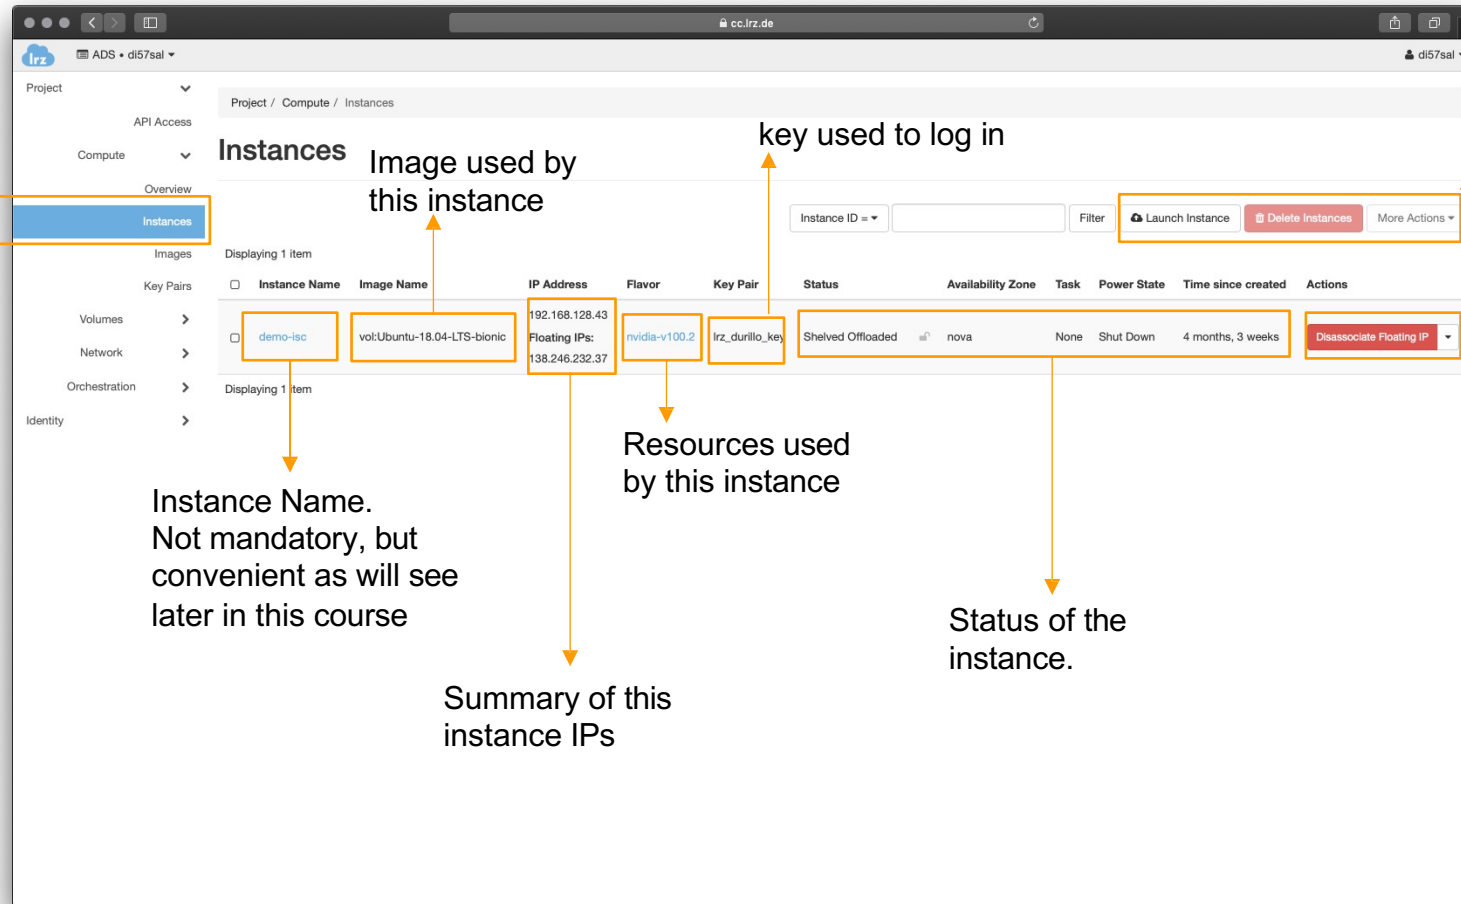 cc.lrz.de
lrz
ADS • di57sal
di57sal
Project
API Access
Compute
Overview
Instances
Images
Key Pairs
Volumes
Network
Orchestration
Identity
Project / Compute / Instances
Instances
Image used by
this instance
key used to log in
Instance ID =
Filter
Launch Instance
Delete Instances
More Actions
Displaying 1 item
Instance Name Image Name IP Address Flavor Key Pair Status Availability Zone Task Power State Time since created Actions
192.168.128.43
demo-isc vol:Ubuntu-18.04-LTS-bionic Floating IPs: nvidia-v100.2 lrz_durillo_key Shelved Offloaded nova None Shut Down 4 months, 3 weeks Disassociate Floating IP
138.246.232.37
Displaying 1 item
Resources used
by this instance
Instance Name.
Not mandatory, but
convenient as will see
later in this course
Status of the
instance.
Summary of this
instance IPs